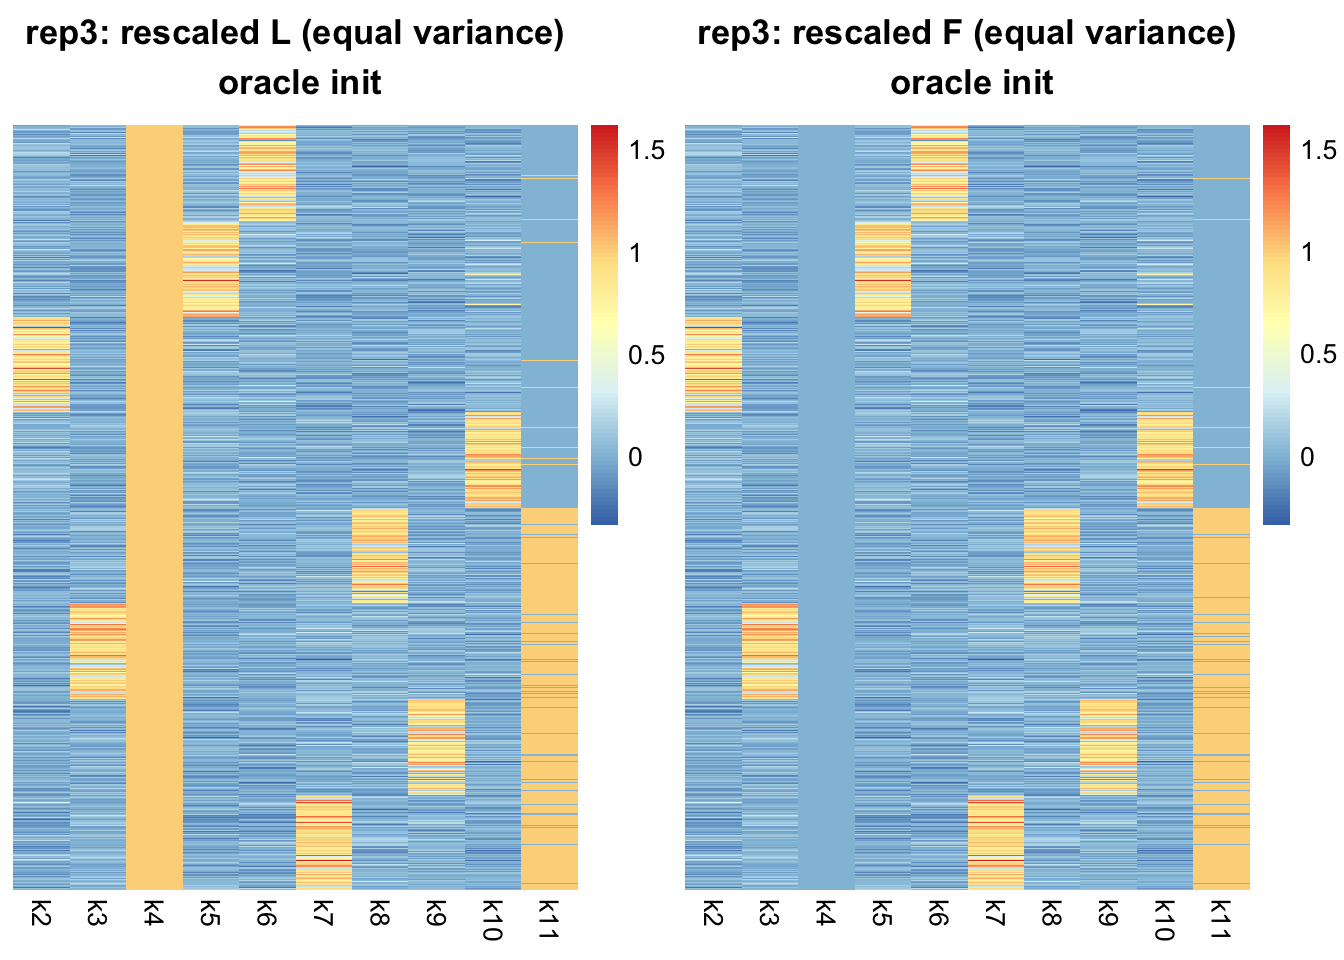 rep3: rescaled L (equal variance)
oracle init
1.5
1
0.5
0
k2
k3
k4
k5
k6
k7
k8
k9
k10
k11
rep3: rescaled F (equal variance)
oracle init
1.5
1
0.5
0
k2
k3
k4
k5
k6
k7
k8
k9
k10
k11